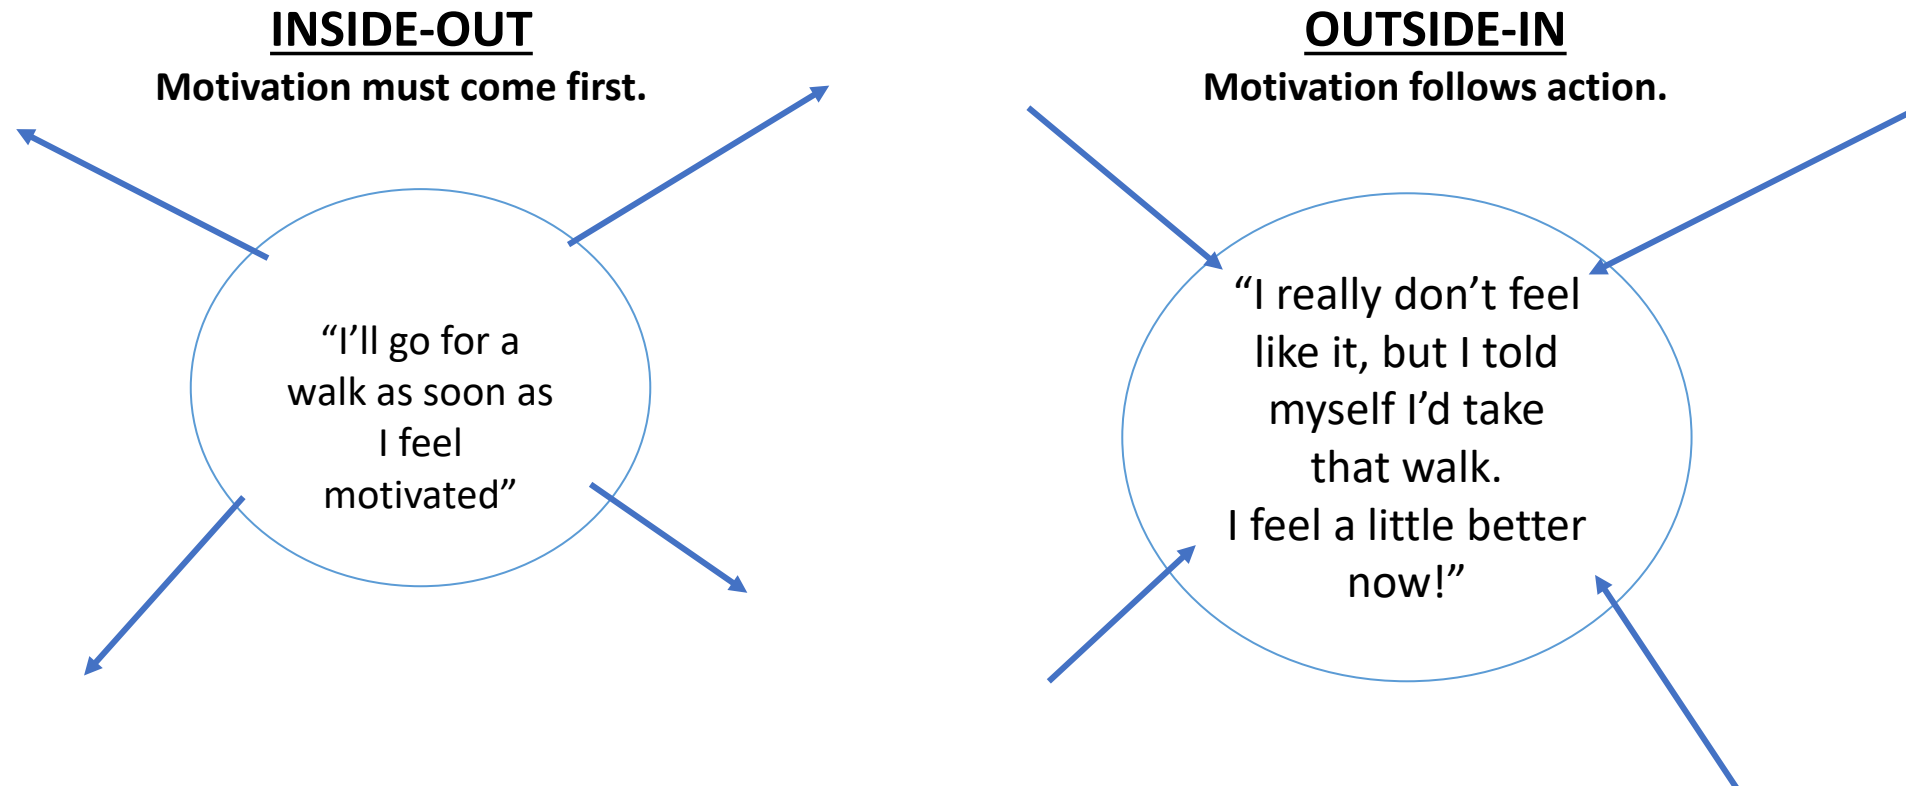 INSIDE-OUT
Motivation must come first.
“I’ll go for a
walk as soon as
I feel
motivated”
OUTSIDE-IN
Motivation follows action.
“I really don’t feel
like it, but I told
myself I’d take
that walk.
I feel a little better
now!”